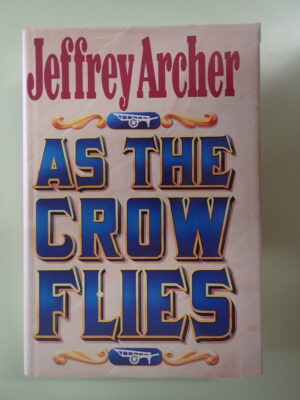 Jeffrey Archer
AS THE
CROW
FLIES